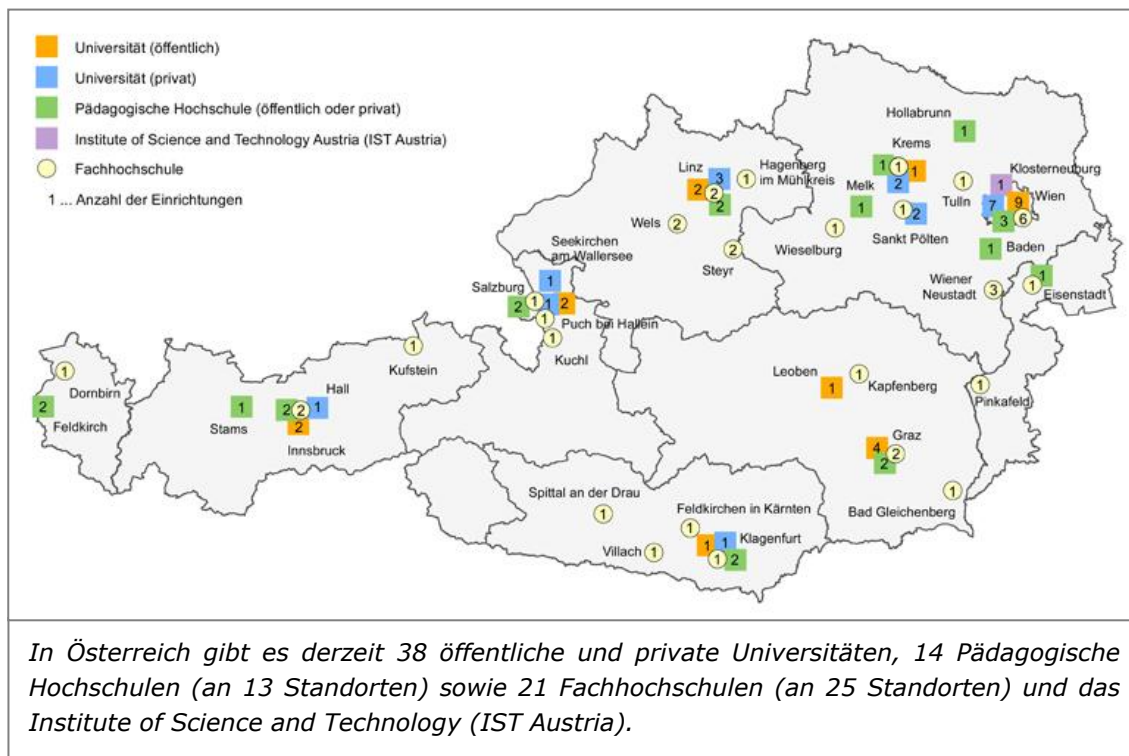 Universität (öffentlich)
Universität (privat)
Pädagogische Hochschule (öffentlich oder privat)
Institute of Science and Technology Austria (IST Austria)
Fachhochschule
1 ... Anzahl der Einrichtungen
Hollabrunn
1
Krems
1
1
1
2
Klosterneuburg
1
Linz
3
2
2
2
Hagenberg
im Mühlkreis
1
Melk
1
Tulln
1
7
9
Wien
3
6
Wels
2
1
2
Sankt Pölten
Wieselburg
1
Steyr
1
1
Baden
Seekirchen
am Wallersee
1
Wiener
Neustadt
3
1
1
Eisenstadt
Salzburg
2
1
1
2
1
Puch bei Hallein
1
Kuchl
1
Kufstein
1
Dornbirn
2
Feldkirch
1
Stams
Hall
2
2
1
2
Innsbruck
Leoben
1
1
Kapfenberg
1
Pinkafeld
Graz
4
2
2
1
Bad Gleichenberg
Spittal an der Drau
1
Feldkirchen in Kärnten
1
Villach
1
1
1
Klagenfurt
1
2
In Österreich gibt es derzeit 38 öffentliche und private Universitäten, 14 Pädagogische
Hochschulen (an 13 Standorten) sowie 21 Fachhochschulen (an 25 Standorten) und das
Institute of Science and Technology (IST Austria).